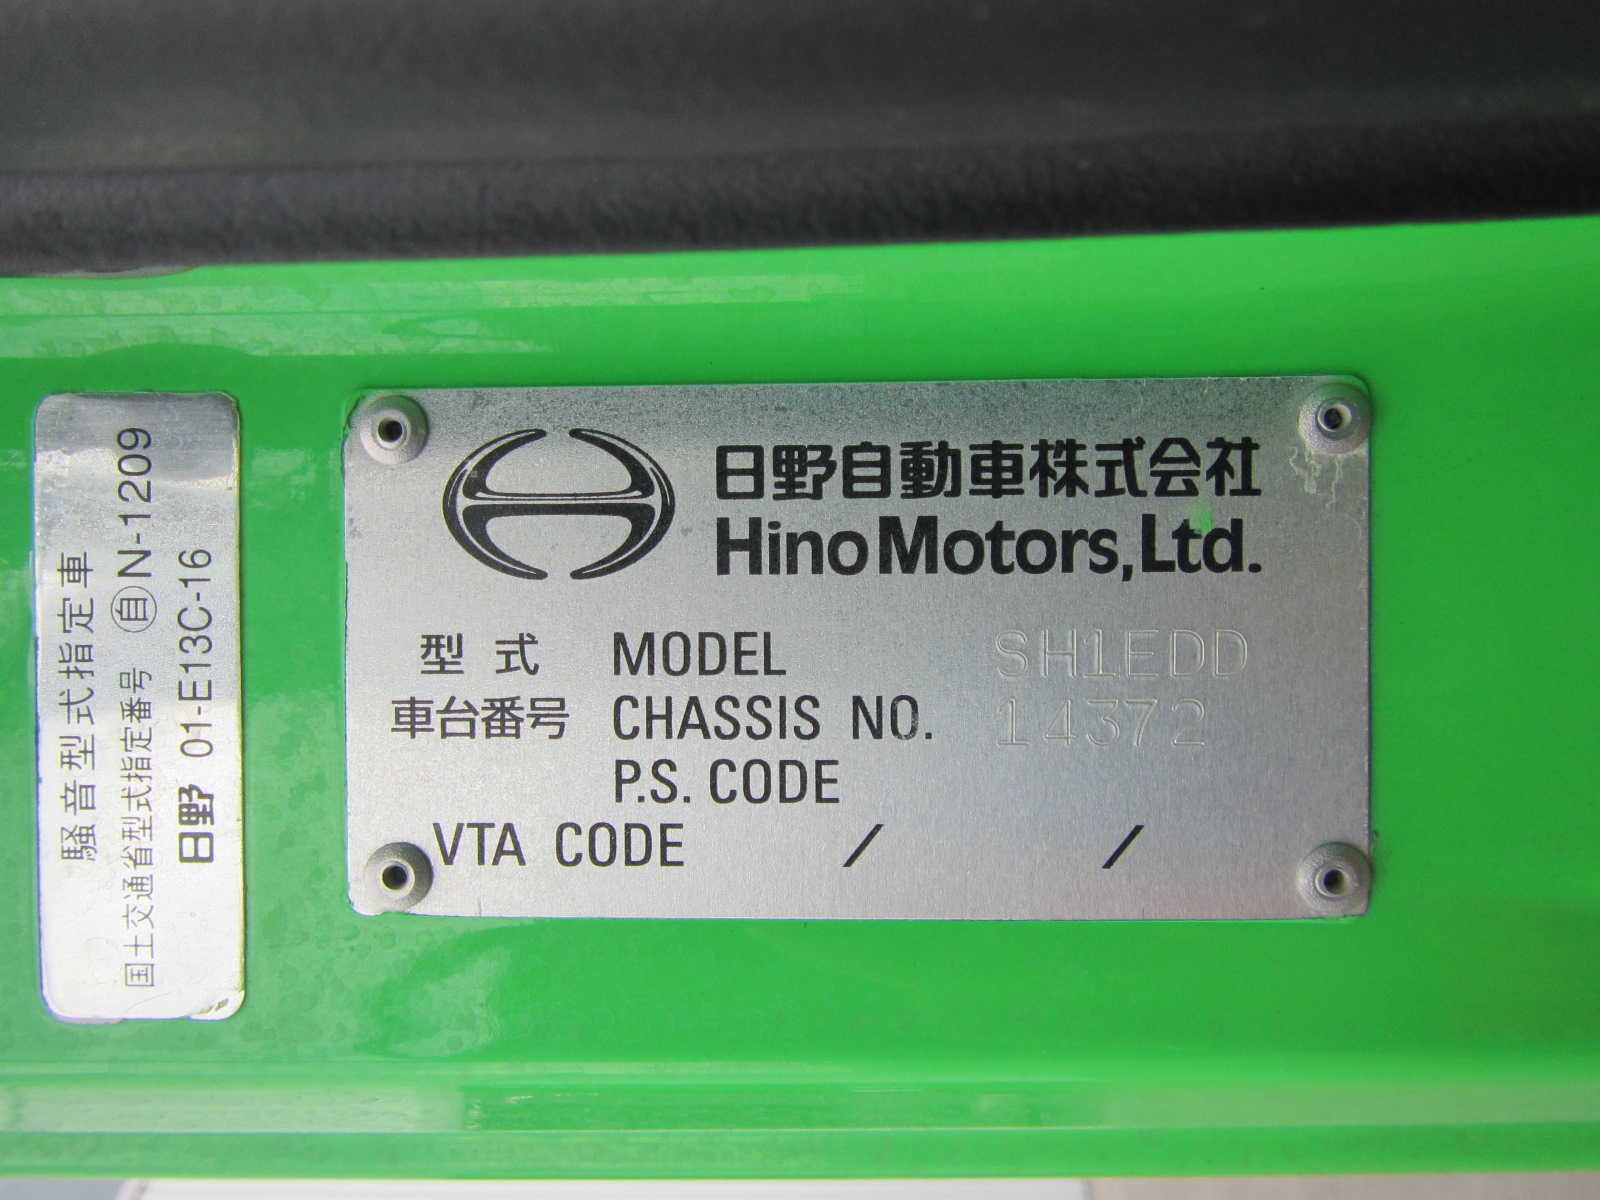 騒音型式指定車
国土交通省型式指定番号 自N-1209
日野 01-E13C-16
日野自動車株式会社
Hino Motors, Ltd.
型式 MODEL SH1EDD
車台番号 CHASSIS NO. 14372
P.S. CODE
VTA CODE / /